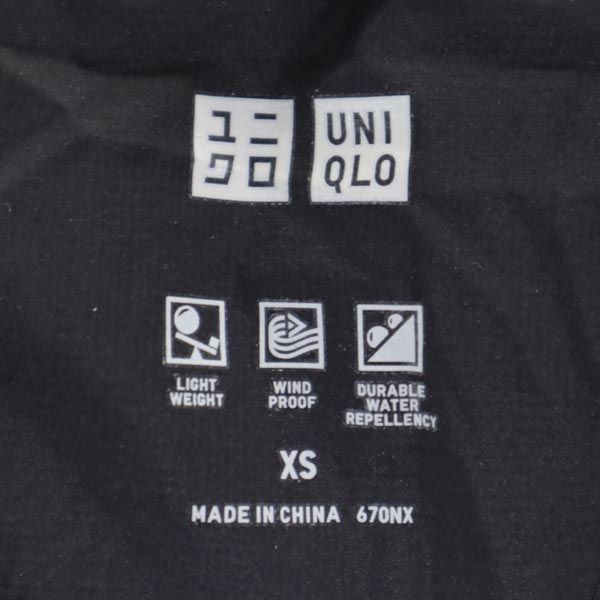 ユニ
クロ
UNI
QLO
LIGHT
WEIGHT
WIND
PROOF
DURABLE
WATER
REPELLENCY
XS
MADE IN CHINA 670NX